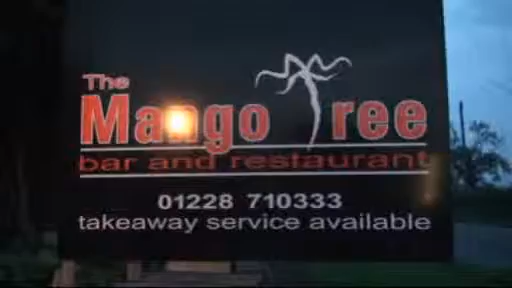 The
Mango Tree
bar and restaurant
01228 710333
takeaway service available